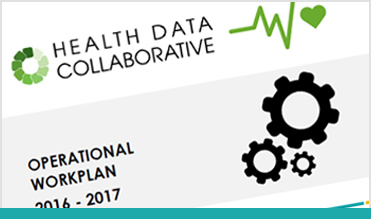 HEALTH DATA
COLLABORATIVE
OPERATIONAL
WORKPLAN
2016 - 2017